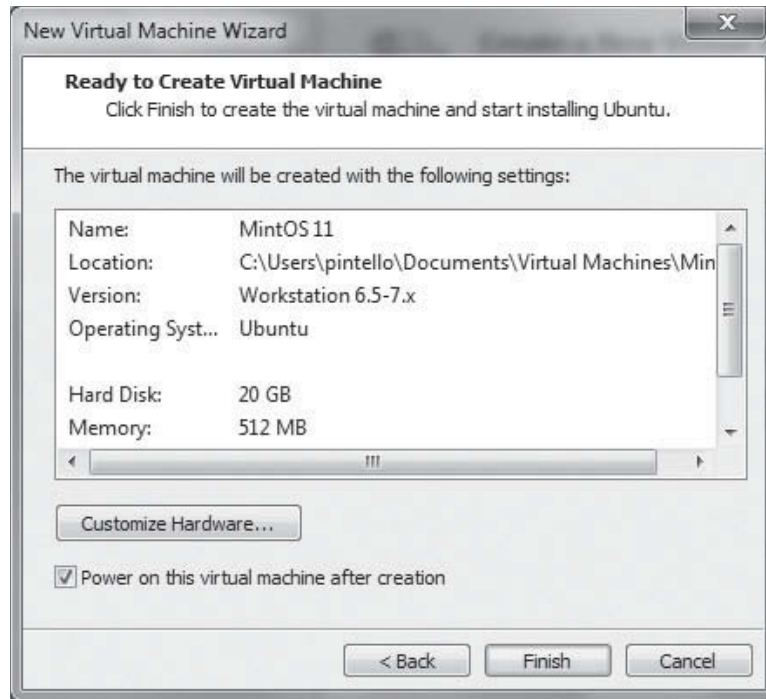 New Virtual Machine Wizard
X
Ready to Create Virtual Machine
Click Finish to create the virtual machine and start installing Ubuntu.
The virtual machine will be created with the following settings:
Name: MintOS 11
Location: C:\Users\pintello\Documents\Virtual Machines\Min
Version: Workstation 6.5-7.x
Operating Syst... Ubuntu
Hard Disk: 20 GB
Memory: 512 MB
Customize Hardware...
Power on this virtual machine after creation
< Back Finish Cancel